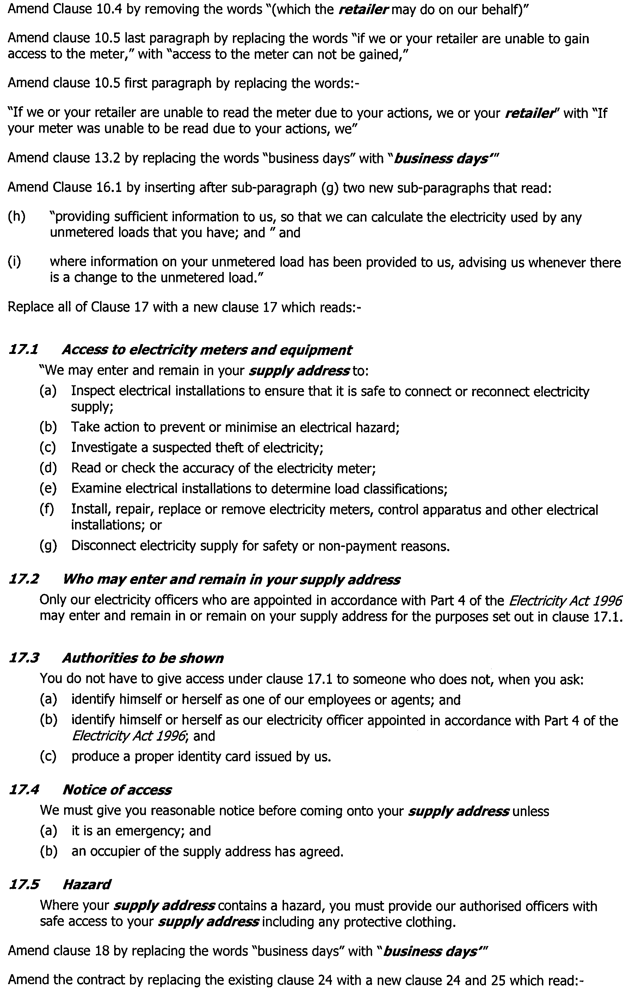 Amend Clause 10.4 by removing the words "(which the retailer may do on our behalf)"
Amend clause 10.5 last paragraph by replacing the words "if we or your retailer are unable to gain
access to the meter," with "access to the meter can not be gained,"
Amend clause 10.5 first paragraph by replacing the words:-
"If we or your retailer are unable to read the meter due to your actions, we or your retailer" with "If
your meter was unable to be read due to your actions, we"
Amend clause 13.2 by replacing the words "business days" with "business days'"
Amend Clause 16.1 by inserting after sub-paragraph (g) two new sub-paragraphs that read:
(h) "providing sufficient information to us, so that we can calculate the electricity used by any
unmetered loads that you have; and " and
(i) where information on your unmetered load has been provided to us, advising us whenever there
is a change to the unmetered load."
Replace all of Clause 17 with a new clause 17 which reads:-
17.1 Access to electricity meters and equipment
"We may enter and remain in your supply address to:
(a) Inspect electrical installations to ensure that it is safe to connect or reconnect electricity
supply;
(b) Take action to prevent or minimise an electrical hazard;
(c) Investigate a suspected theft of electricity;
(d) Read or check the accuracy of the electricity meter;
(e) Examine electrical installations to determine load classifications;
(f) Install, repair, replace or remove electricity meters, control apparatus and other electrical
installations; or
(g) Disconnect electricity supply for safety or non-payment reasons.
17.2 Who may enter and remain in your supply address
Only our electricity officers who are appointed in accordance with Part 4 of the Electricity Act 1996
may enter and remain in or remain on your supply address for the purposes set out in clause 17.1.
17.3 Authorities to be shown
You do not have to give access under clause 17.1 to someone who does not, when you ask:
(a) identify himself or herself as one of our employees or agents; and
(b) identify himself or herself as our electricity officer appointed in accordance with Part 4 of the
Electricity Act 1996; and
(c) produce a proper identity card issued by us.
17.4 Notice of access
We must give you reasonable notice before coming onto your supply address unless
(a) it is an emergency; and
(b) an occupier of the supply address has agreed.
17.5 Hazard
Where your supply address contains a hazard, you must provide our authorised officers with
safe access to your supply address including any protective clothing.
Amend clause 18 by replacing the words "business days" with "business days'"
Amend the contract by replacing the existing clause 24 with a new clause 24 and 25 which read:-